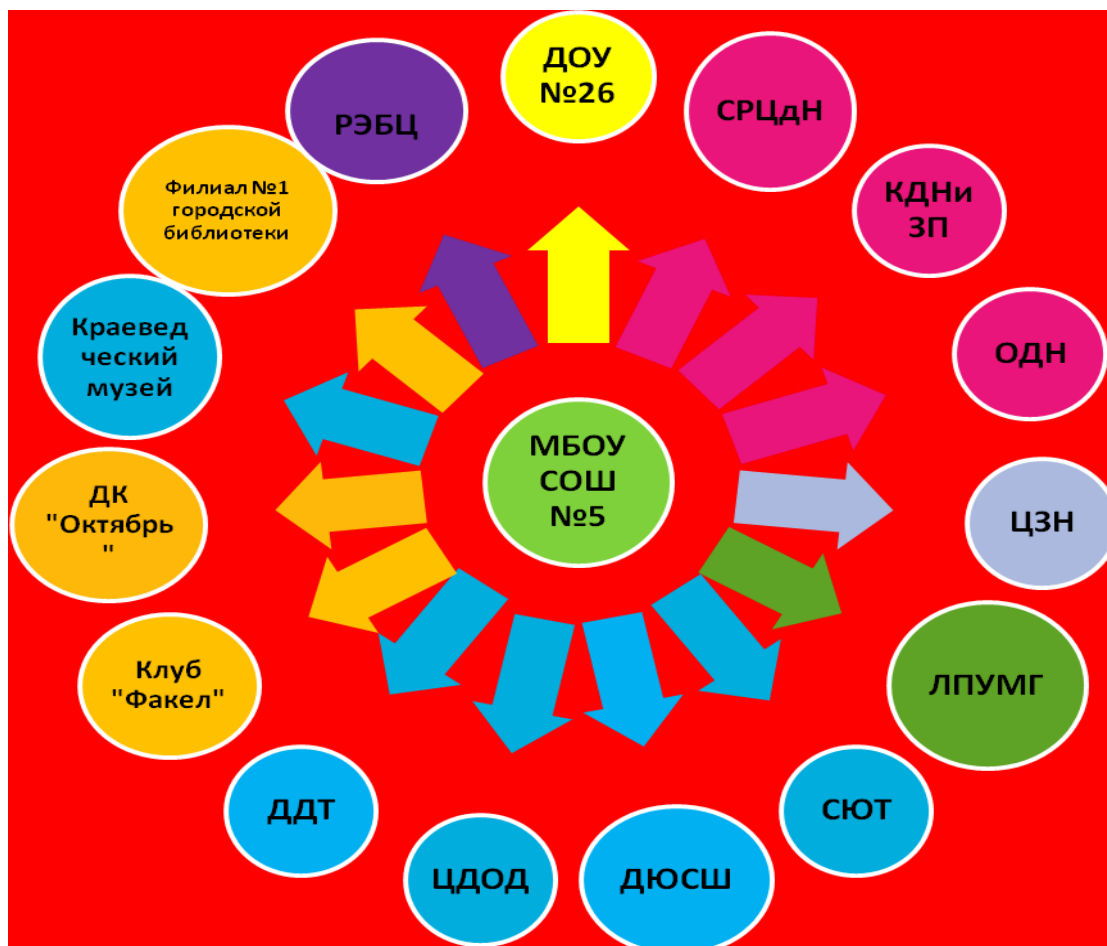 ДОУ
№26
СРЦдН
КДНи
ЗП
ОДН
ЦЗН
ЛПУМГ
СЮТ
ДЮСШ
ЦДОД
ДДТ
Клуб
"Факел"
ДК
"Октябрь
"
Краевед
ческий
музей
Филиал №1
городской
библиотеки
РЭБЦ
МБОУ
СОШ
№5